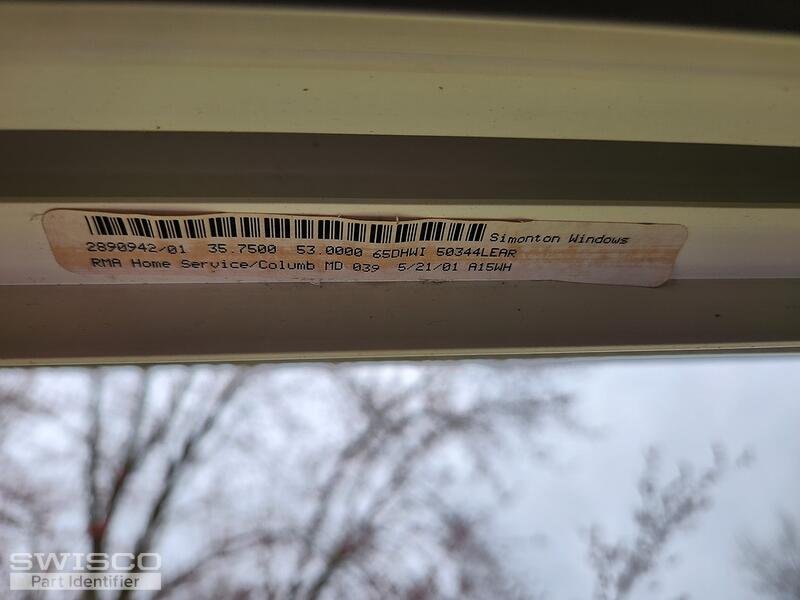 Simonton Windows
2890942/01 35.7500 53.0000 65DHWI 50344LEAR
RMA Home Service/Columb MD 039 5/21/01 A15WH
SWISCO
Part Identifier